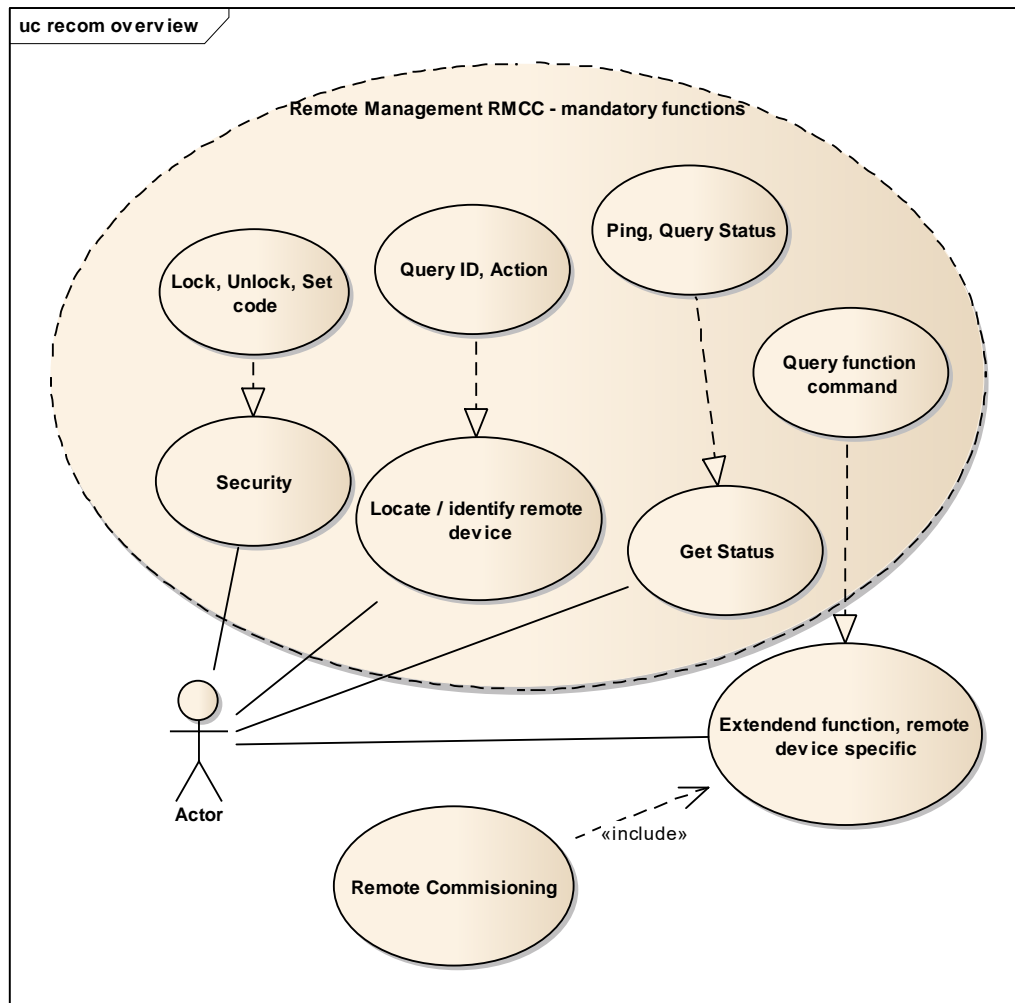 uc recom overview
Remote Management RMCC - mandatory functions
Ping, Query Status
Query ID, Action
Lock, Unlock, Set
code
Query function
command
Security
Locate / identify remote
device
Get Status
Extendend function, remote
device specific
Actor
«include»
Remote Commisioning